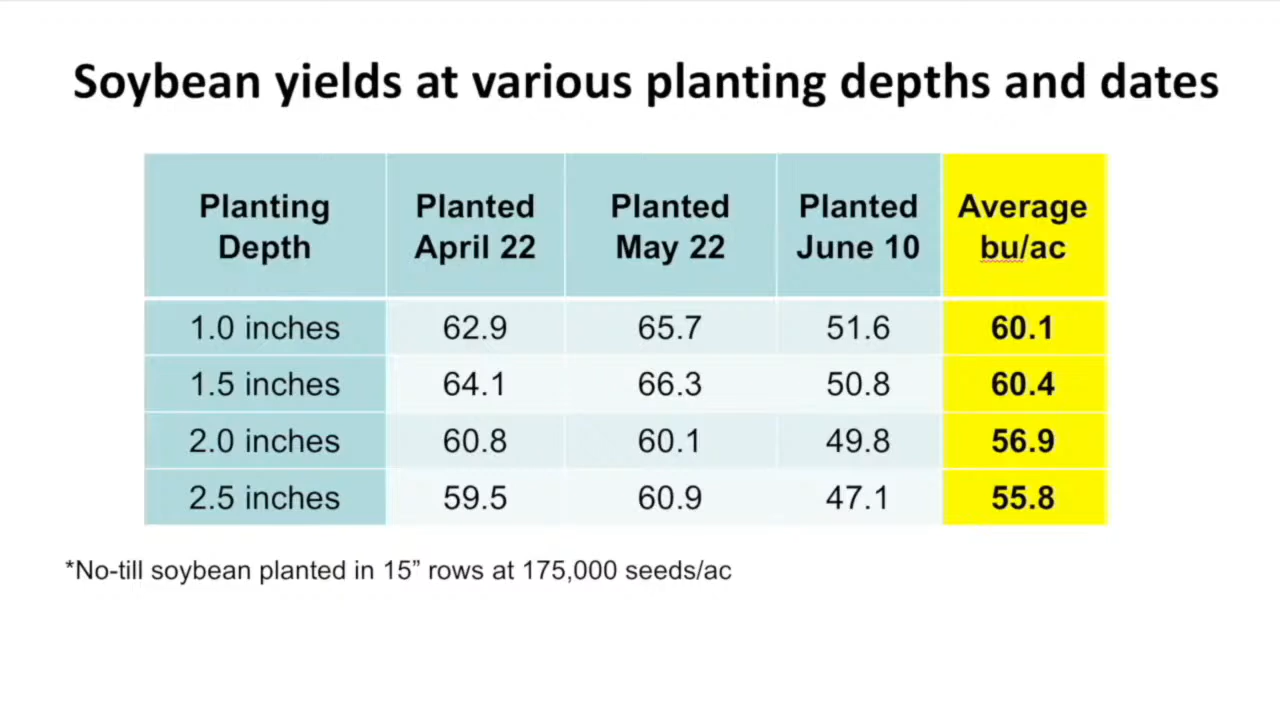 Soybean yields at various planting depths and dates
Planting Depth Planted April 22 Planted May 22 Planted June 10 Average bu/ac
1.0 inches 62.9 65.7 51.6 60.1
1.5 inches 64.1 66.3 50.8 60.4
2.0 inches 60.8 60.1 49.8 56.9
2.5 inches 59.5 60.9 47.1 55.8
*No-till soybean planted in 15” rows at 175,000 seeds/ac